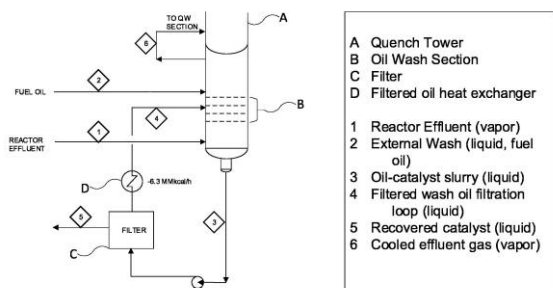 TO QW
SECTION
A
6
FUEL OIL
2
4
B
REACTOR
EFFLUENT
1
D
-6.3 MMkcal/h
3
5
FILTER
C
A Quench Tower
B Oil Wash Section
C Filter
D Filtered oil heat exchanger
1 Reactor Effluent (vapor)
2 External Wash (liquid, fuel
oil)
3 Oil-catalyst slurry (liquid)
4 Filtered wash oil filtration
loop (liquid)
5 Recovered catalyst (liquid)
6 Cooled effluent gas (vapor)